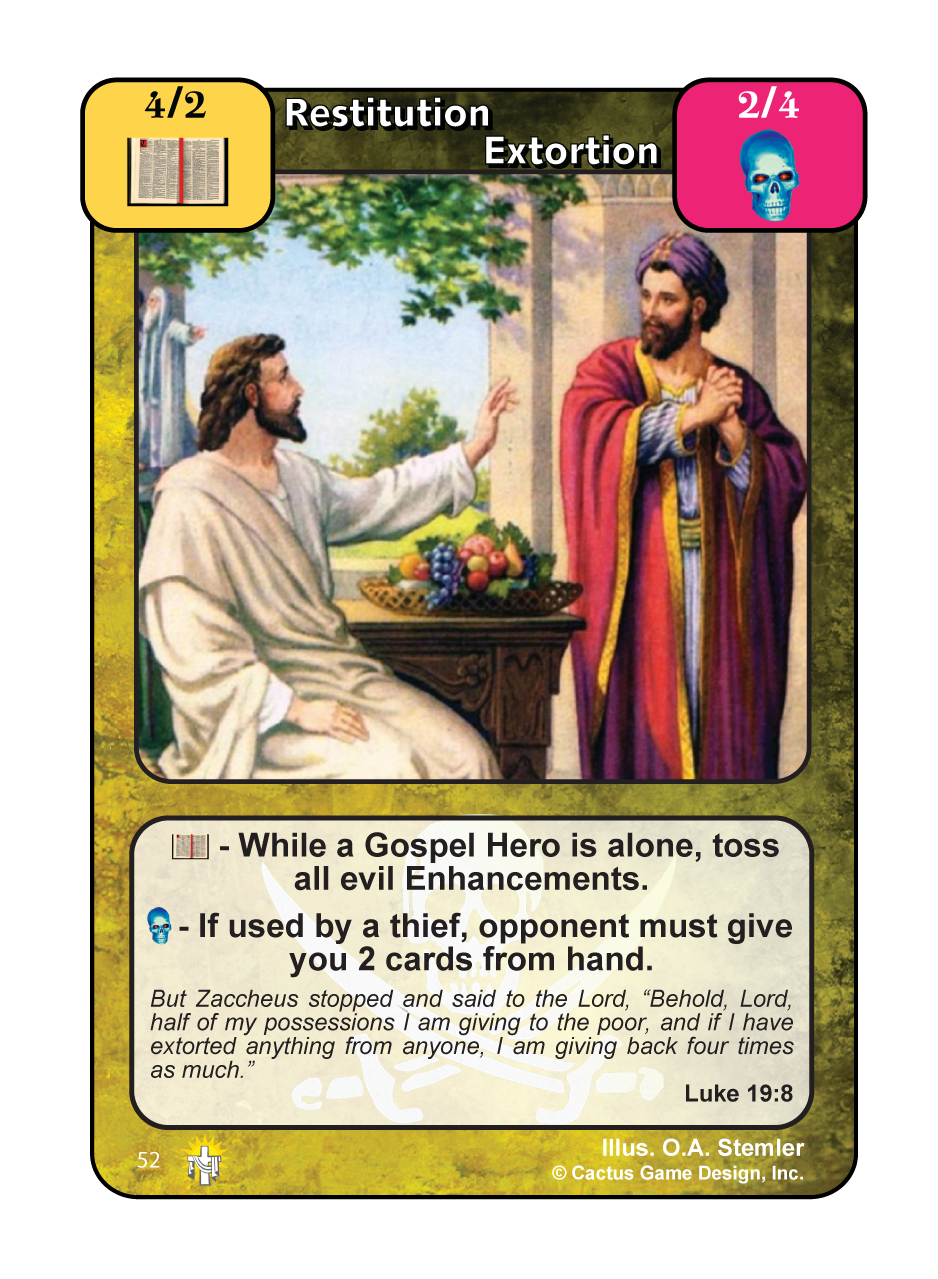 4/2
Restitution
Extortion
2/4
- While a Gospel Hero is alone, toss
all evil Enhancements.
- If used by a thief, opponent must give
you 2 cards from hand.
But Zaccheus stopped and said to the Lord, “Behold, Lord,
half of my possessions I am giving to the poor, and if I have
extorted anything from anyone, I am giving back four times
as much.”
Luke 19:8
52
Illus. O.A. Stemler
© Cactus Game Design, Inc.